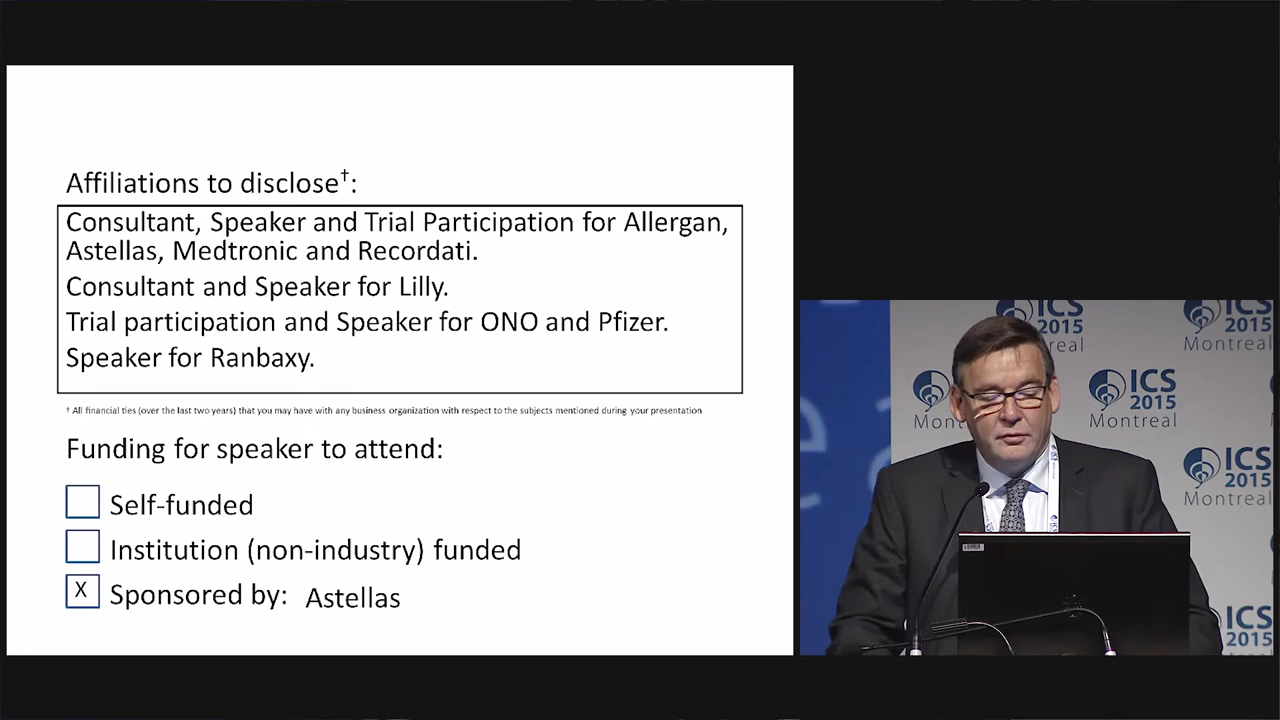 Affiliations to disclose†:
Consultant, Speaker and Trial Participation for Allergan,
Astellas, Medtronic and Recordati.
Consultant and Speaker for Lilly.
Trial participation and Speaker for ONO and Pfizer.
Speaker for Ranbaxy.
† All financial ties (over the last two years) that you may have with any business organization with respect to the subjects mentioned during your presentation
Funding for speaker to attend:
Self-funded
Institution (non-industry) funded
X Sponsored by: Astellas
ICS
2015
Montreal
ICS
2015
Montreal
ICS
2015
Montreal
ICS
2015
Montreal
ICS
2015